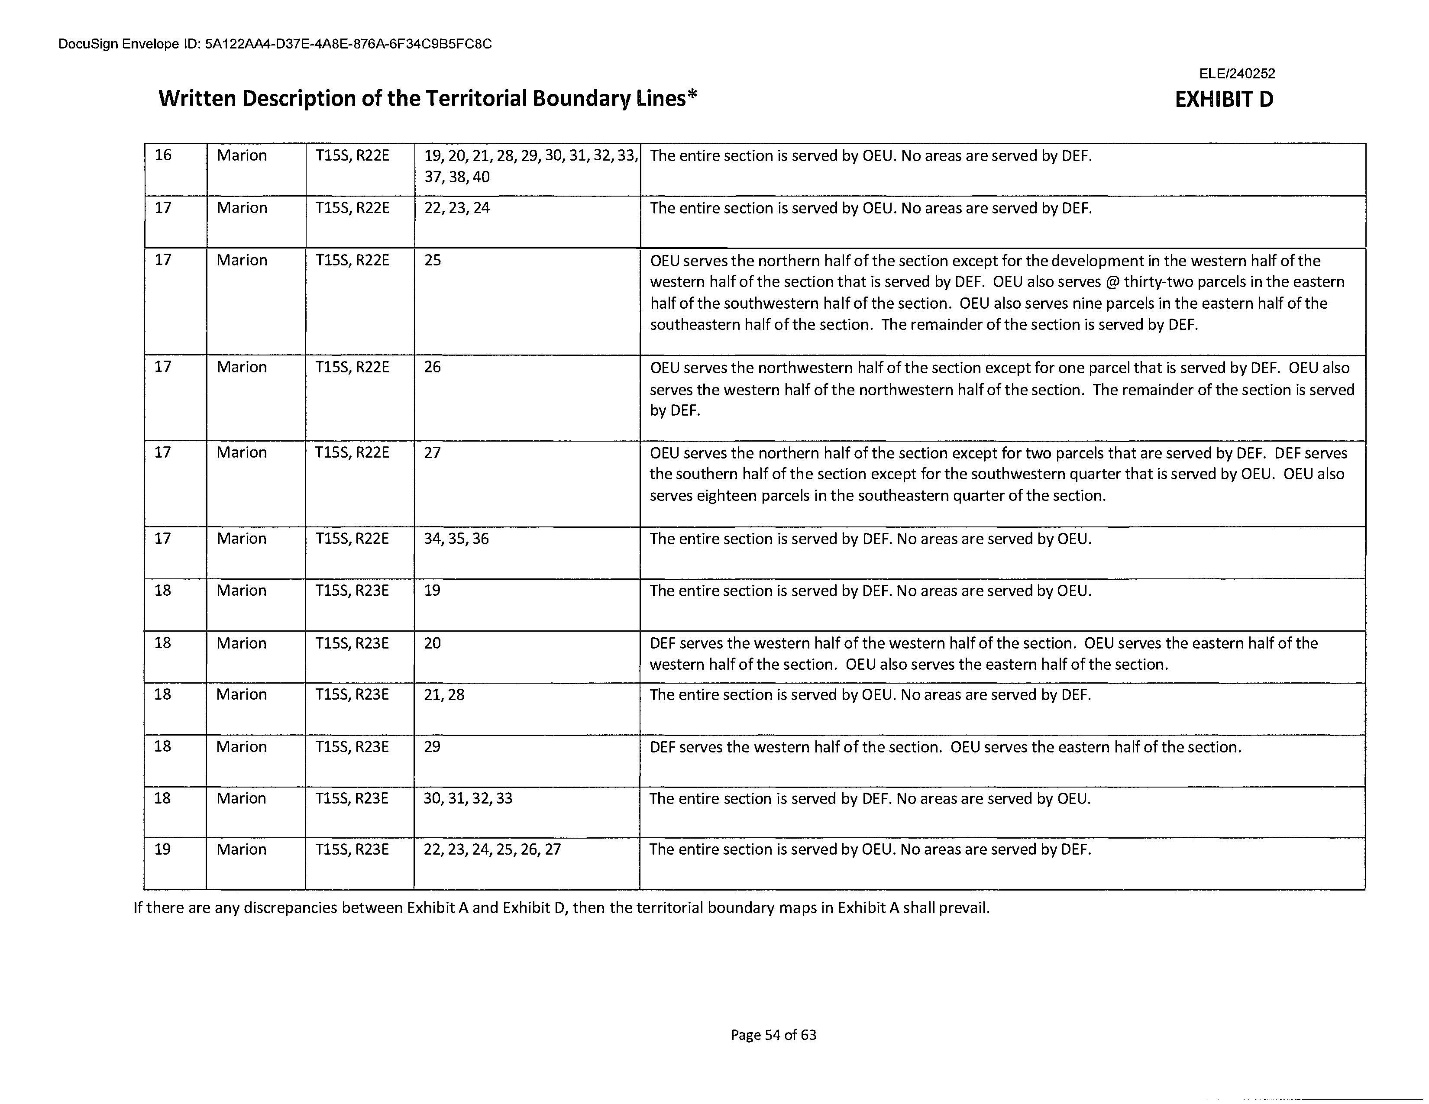 DocuSign Envelope ID: 5A122AA4-D37E-4A8E-876A-6F34C9B5FC8C
ELE/240252
Written Description of the Territorial Boundary Lines*
EXHIBIT D
16 Marion T15S, R22E 19, 20, 21, 28, 29, 30, 31, 32, 33, The entire section is served by OEU. No areas are served by DEF.
37, 38, 40
17 Marion T15S, R22E 22, 23, 24 The entire section is served by OEU. No areas are served by DEF.
17 Marion T15S, R22E 25 OEU serves the northern half of the section except for the development in the western half of the
western half of the section that is served by DEF. OEU also serves @ thirty-two parcels in the eastern
half of the southwestern half of the section. OEU also serves nine parcels in the eastern half of the
southeastern half of the section. The remainder of the section is served by DEF.
17 Marion T15S, R22E 26 OEU serves the northwestern half of the section except for one parcel that is served by DEF. OEU also
serves the western half of the northwestern half of the section. The remainder of the section is served
by DEF.
17 Marion T15S, R22E 27 OEU serves the northern half of the section except for two parcels that are served by DEF. DEF serves
the southern half of the section except for the southwestern quarter that is served by OEU. OEU also
serves eighteen parcels in the southeastern quarter of the section.
17 Marion T15S, R22E 34, 35, 36 The entire section is served by DEF. No areas are served by OEU.
18 Marion T15S, R23E 19 The entire section is served by DEF. No areas are served by OEU.
18 Marion T15S, R23E 20 DEF serves the western half of the western half of the section. OEU serves the eastern half of the
western half of the section. OEU also serves the eastern half of the section.
18 Marion T15S, R23E 21, 28 The entire section is served by OEU. No areas are served by DEF.
18 Marion T15S, R23E 29 DEF serves the western half of the section. OEU serves the eastern half of the section.
18 Marion T15S, R23E 30, 31, 32, 33 The entire section is served by DEF. No areas are served by OEU.
19 Marion T15S, R23E 22, 23, 24, 25, 26, 27 The entire section is served by OEU. No areas are served by DEF.
If there are any discrepancies between Exhibit A and Exhibit D, then the territorial boundary maps in Exhibit A shall prevail.
Page 54 of 63